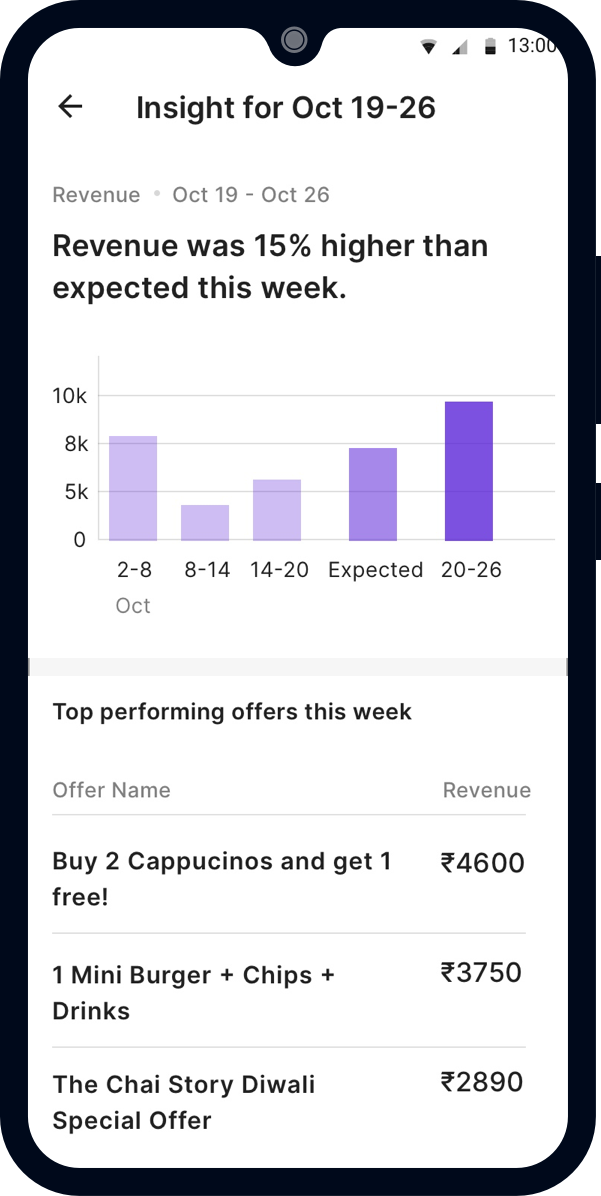 13:00
Insight for Oct 19-26
Revenue • Oct 19 - Oct 26
Revenue was 15% higher than
expected this week.
10k
8k
5k
0
2-8 8-14 14-20 Expected 20-26
Oct
Top performing offers this week
Offer Name Revenue
Buy 2 Cappucinos and get 1 ₹4600
free!
1 Mini Burger + Chips + ₹3750
Drinks
The Chai Story Diwali ₹2890
Special Offer